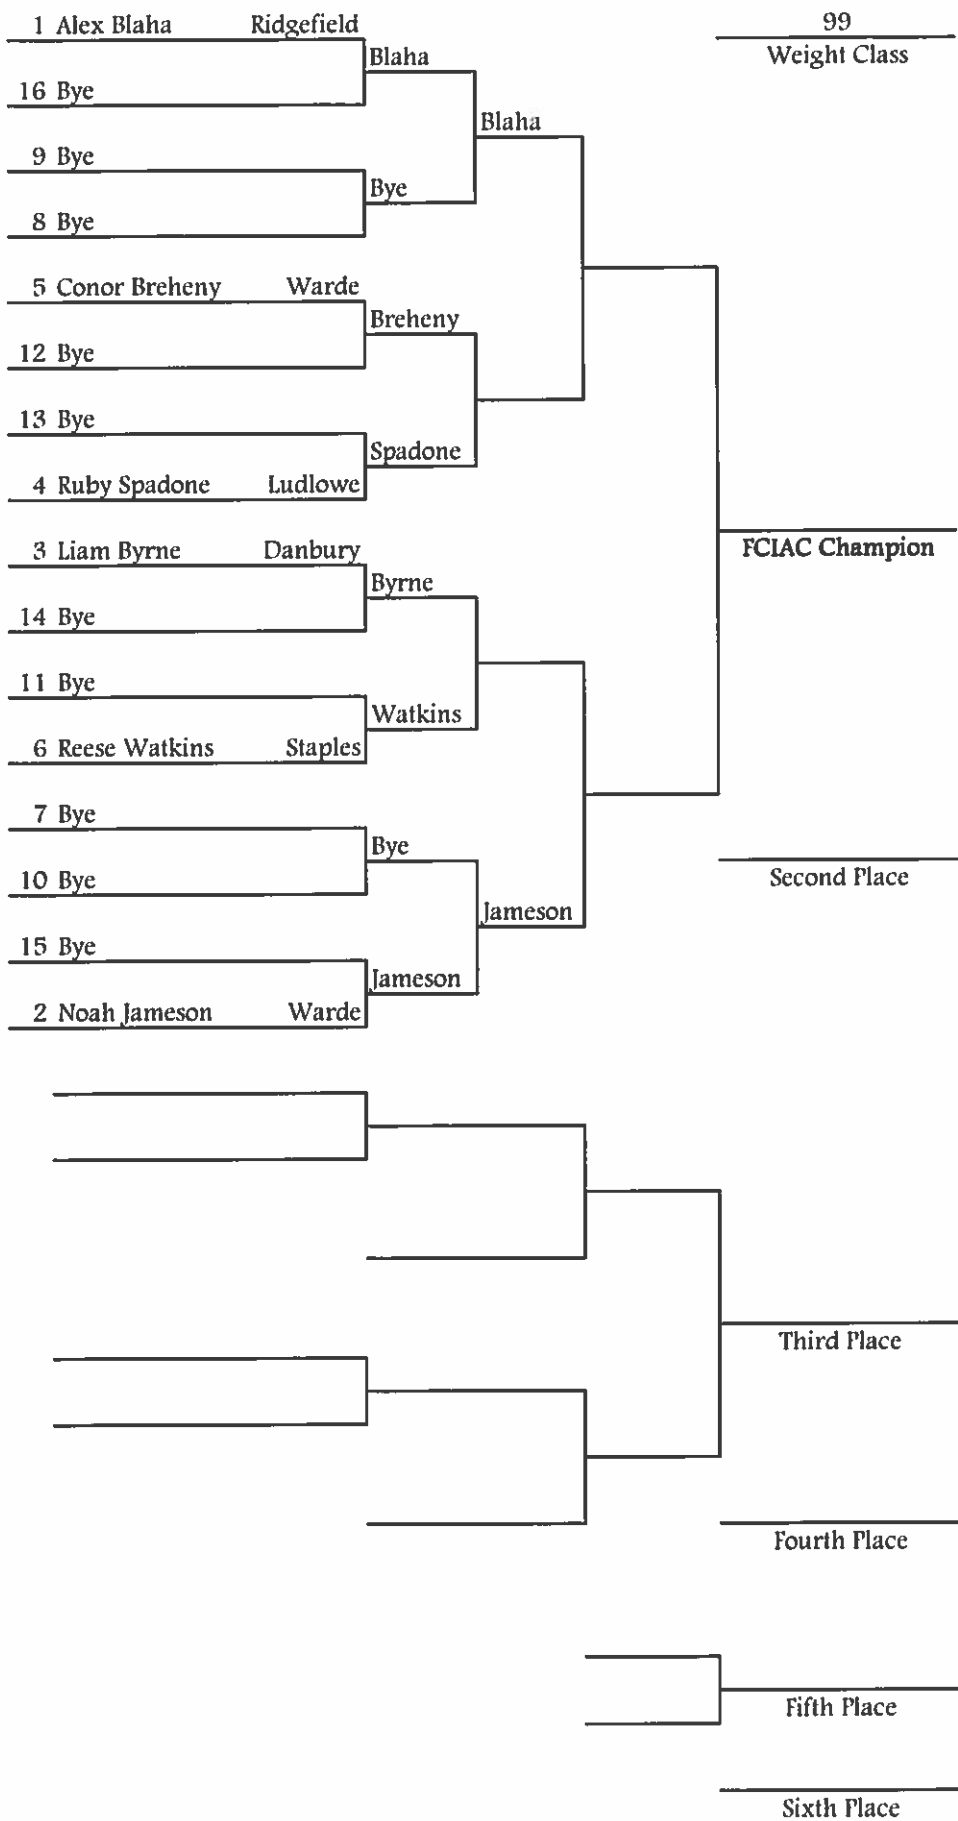 1 Alex Blaha Ridgefield
99
Weight Class
Blaha
16 Bye
Blaha
9 Bye
Bye
8 Bye
5 Conor Breheny Warde
Breheny
12 Bye
13 Bye
Spadone
4 Ruby Spadone Ludlowe
3 Liam Byrne Danbury
FCIAC Champion
Byrne
14 Bye
11 Bye
Watkins
6 Reese Watkins Staples
7 Bye
Bye
10 Bye
Second Place
Jameson
15 Bye
Jameson
2 Noah Jameson Warde
Third Place
Fourth Place
Fifth Place
Sixth Place